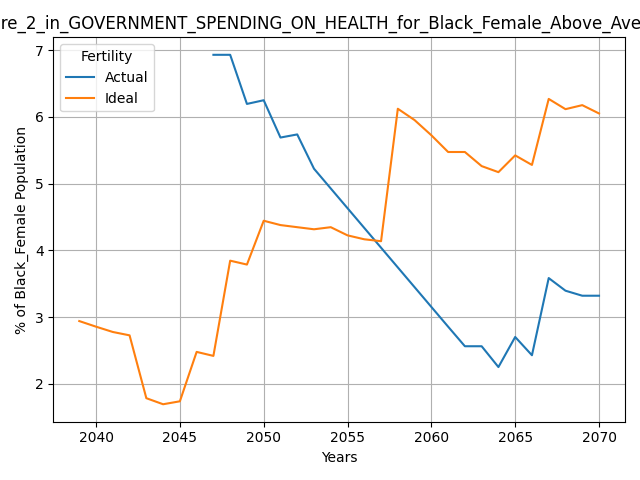 re_2_in_GOVERNMENT_SPENDING_ON_HEALTH_for_Black_Female_Above_Ave
Fertility
Actual
Ideal
7
6
5
4
3
2
% of Black_Female Population
2040 2045 2050 2055 2060 2065 2070
Years